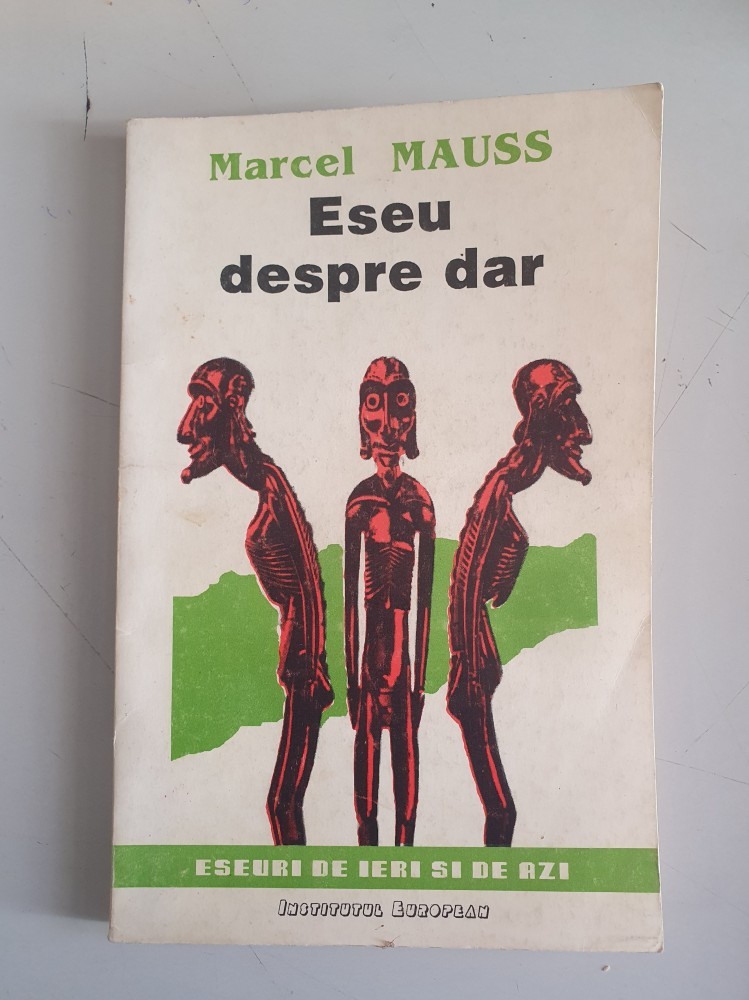 Marcel MAUSS
Eseu
despre dar
ESEURI DE IERI SI DE AZI
INSTITUTUL EUROPEAN